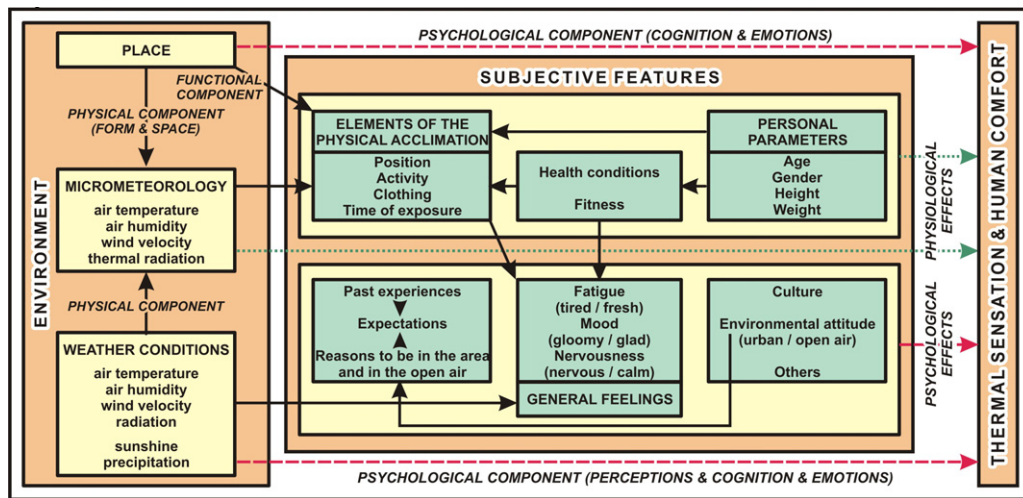 PLACE
PSYCHOLOGICAL COMPONENT (COGNITION & EMOTIONS)
FUNCTIONAL
COMPONENT
PHYSICAL COMPONENT
(FORM & SPACE)
ENVIRONMENT
MICROMETEOROLOGY
air temperature
air humidity
wind velocity
thermal radiation
PHYSICAL COMPONENT
WEATHER CONDITIONS
air temperature
air humidity
wind velocity
radiation
sunshine
precipitation
SUBJECTIVE FEATURES
ELEMENTS OF THE
PHYSICAL ACCLIMATION
Position
Activity
Clothing
Time of exposure
Health conditions
Fitness
PERSONAL
PARAMETERS
Age
Gender
Height
Weight
Past experiences
Expectations
Reasons to be in the area
and in the open air
Fatigue
(tired / fresh)
Mood
(gloomy / glad)
Nervousness
(nervous / calm)
GENERAL FEELINGS
Culture
Environmental attitude
(urban / open air)
Others
PHYSIOLOGICAL
EFFECTS
PSYCHOLOGICAL
EFFECTS
THERMAL SENSATION & HUMAN COMFORT
PSYCHOLOGICAL COMPONENT (PERCEPTIONS & COGNITION & EMOTIONS)